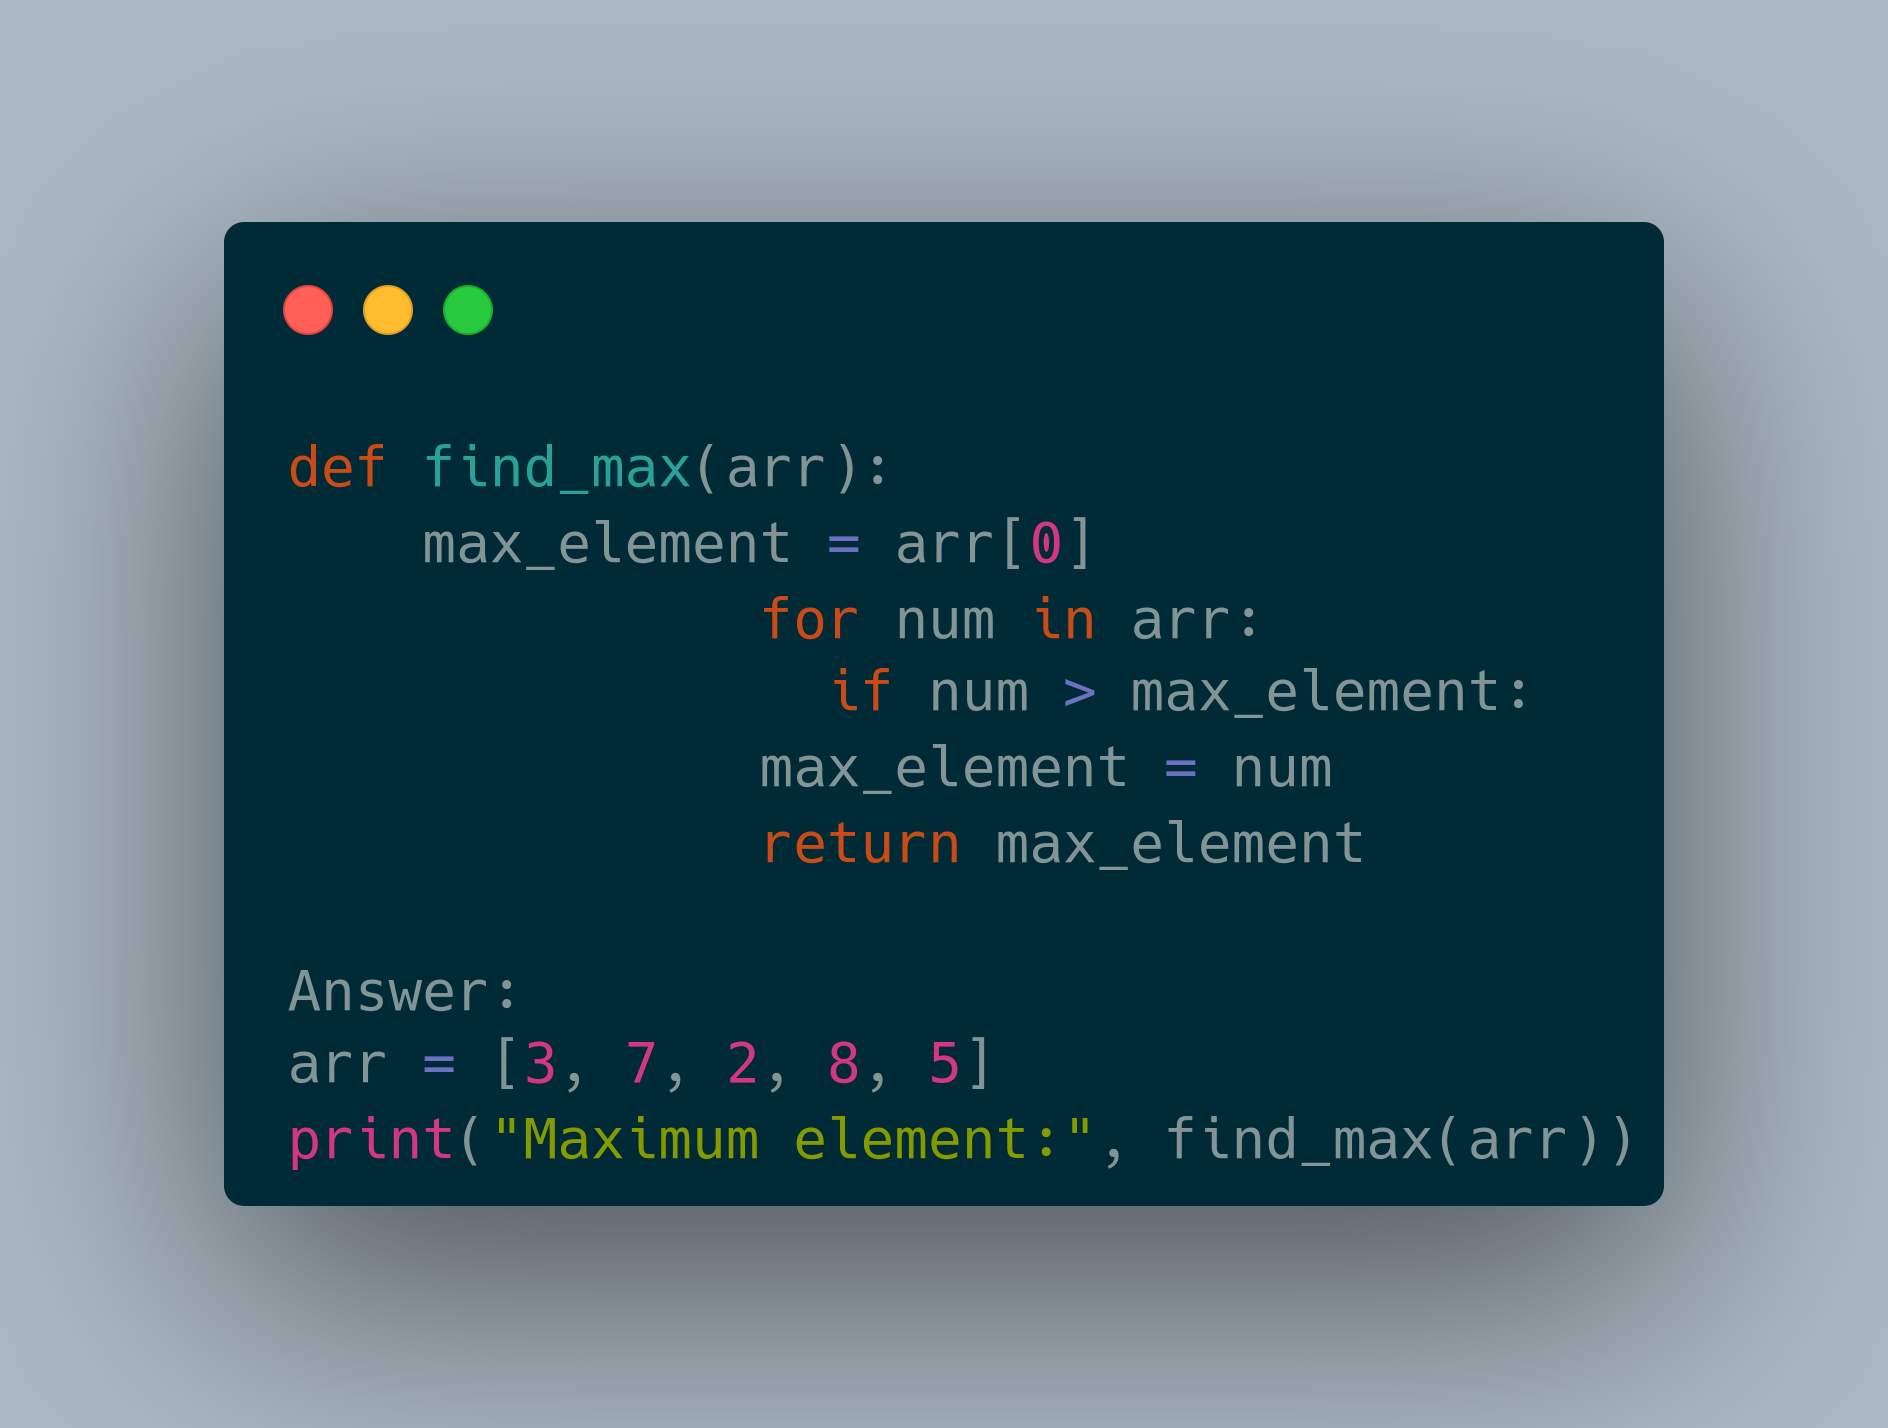 def find_max(arr):
    max_element = arr[0]
              for num in arr:
                if num > max_element:
              max_element = num
              return max_element

Answer:
arr = [3, 7, 2, 8, 5]
print("Maximum element:", find_max(arr))